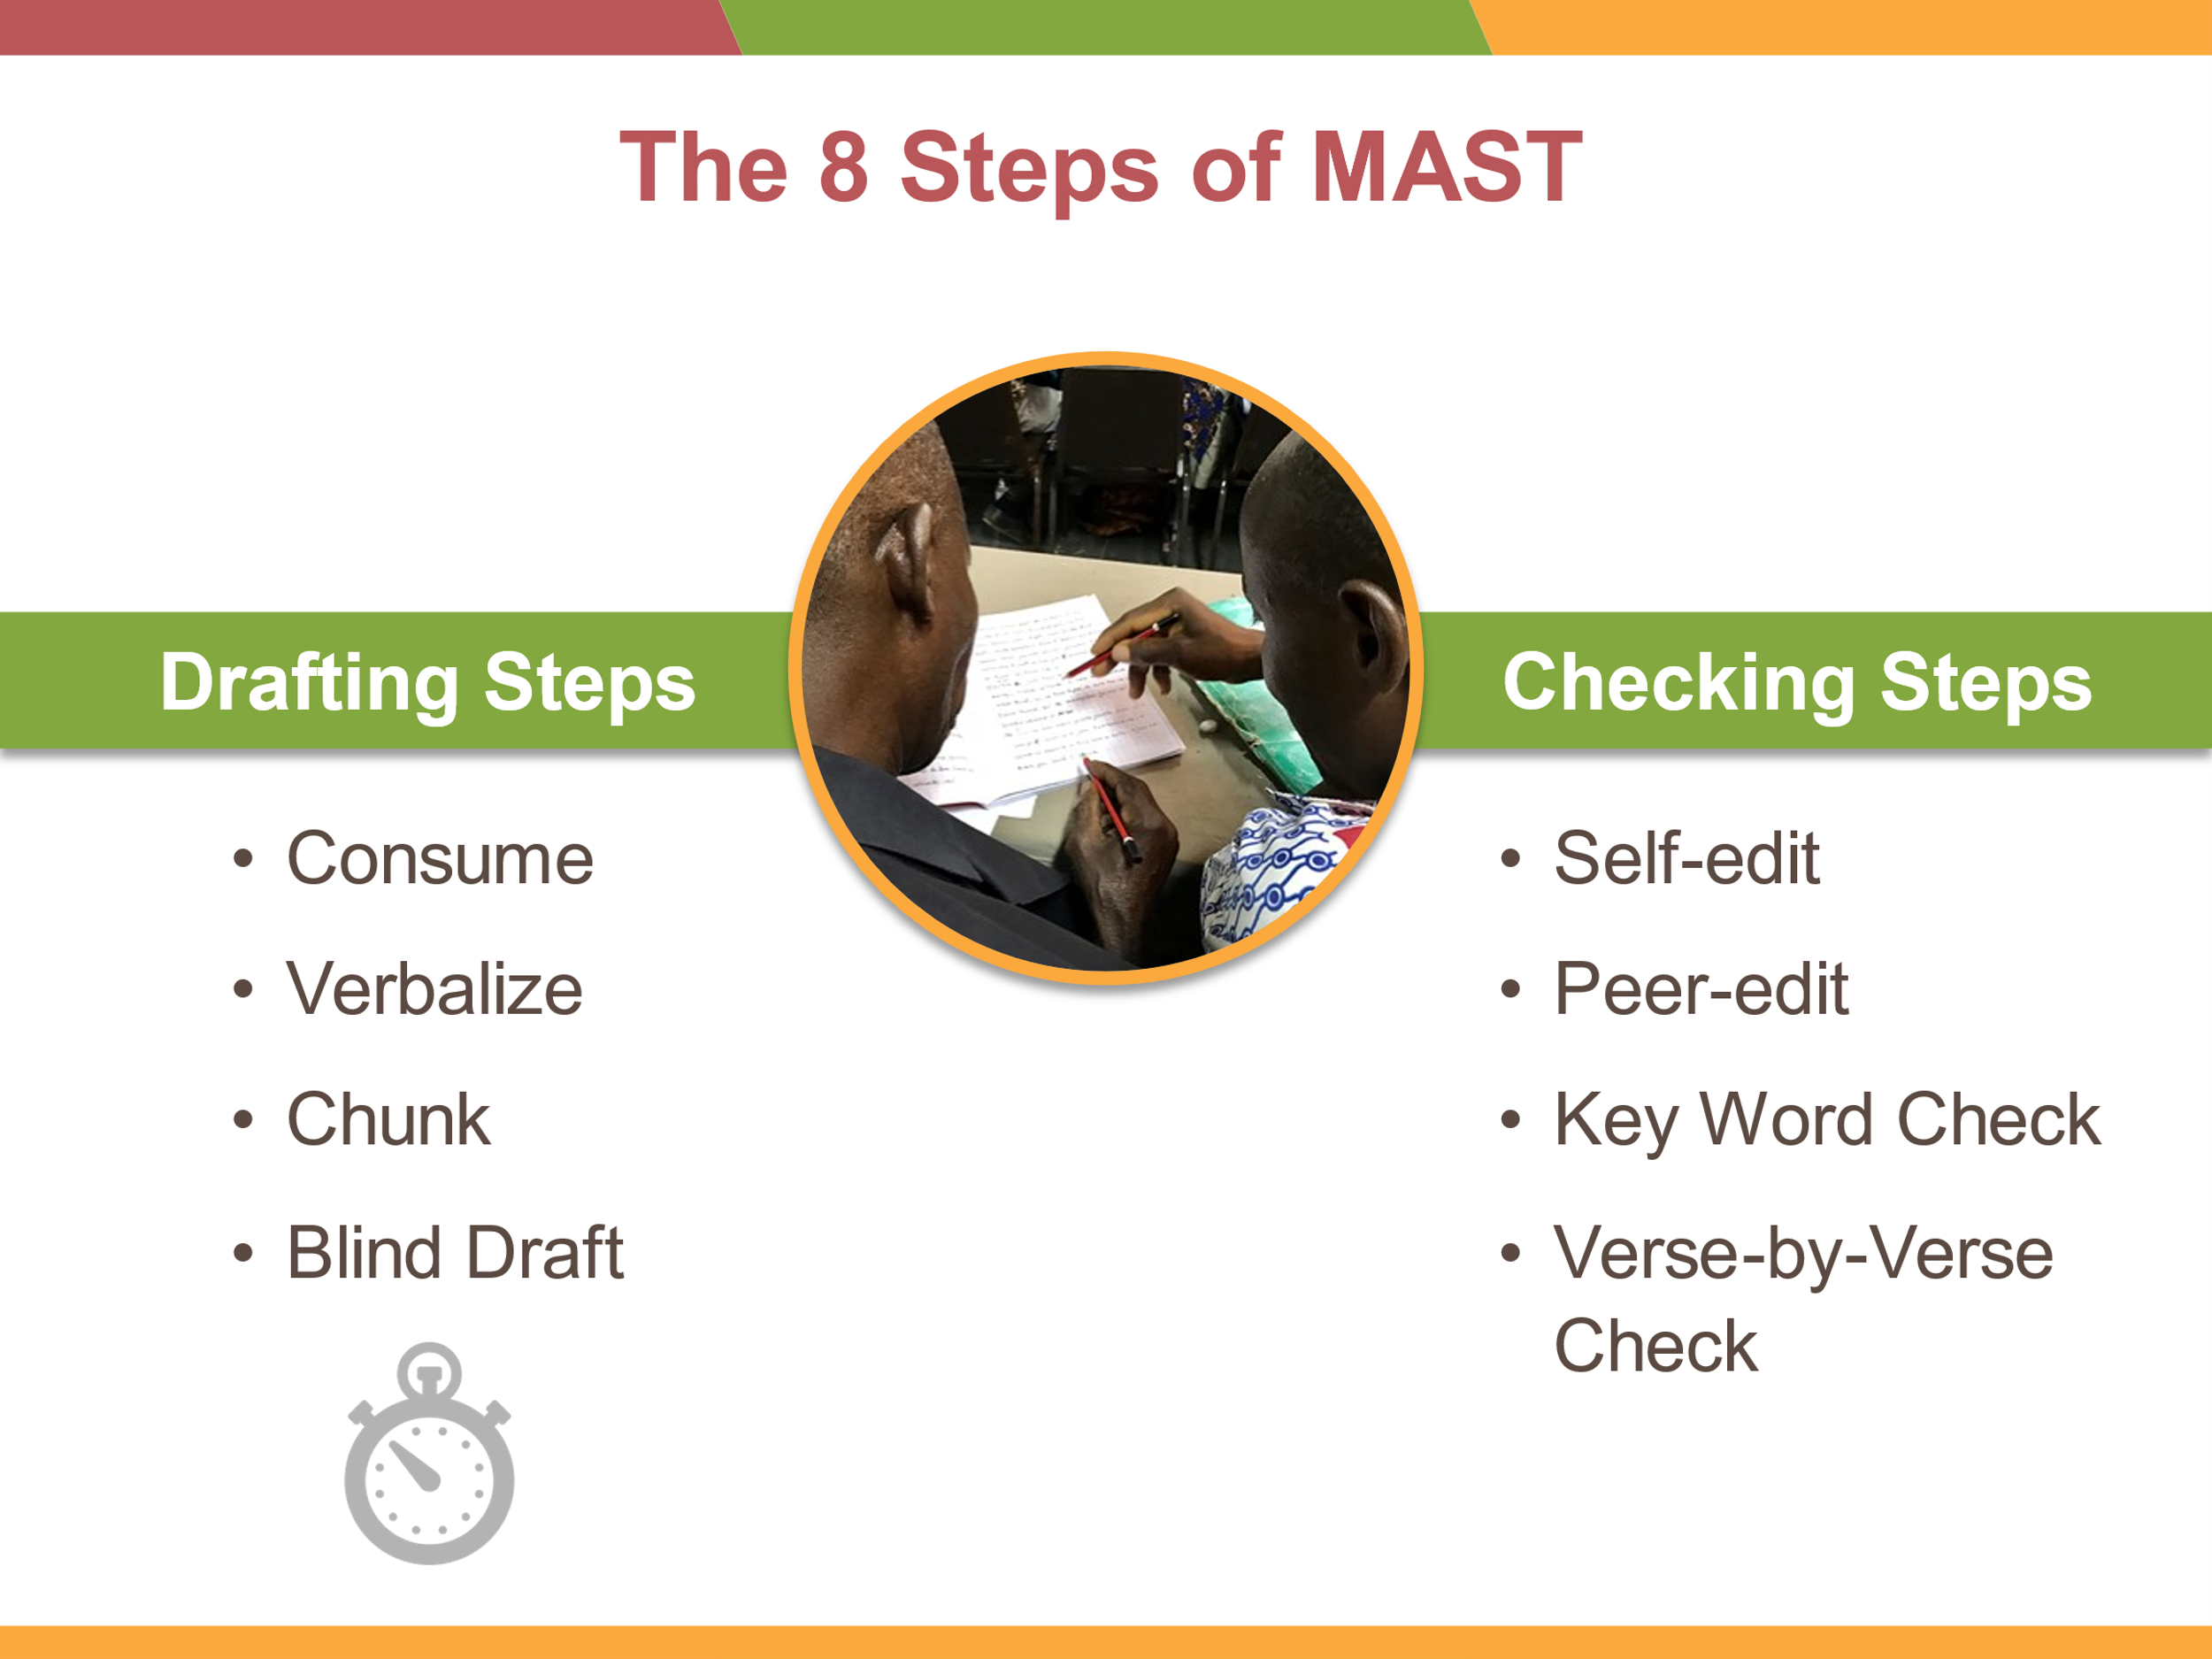 The 8 Steps of MAST
Drafting Steps
• Consume
• Verbalize
• Chunk
• Blind Draft
Checking Steps
• Self-edit
• Peer-edit
• Key Word Check
• Verse-by-Verse
Check